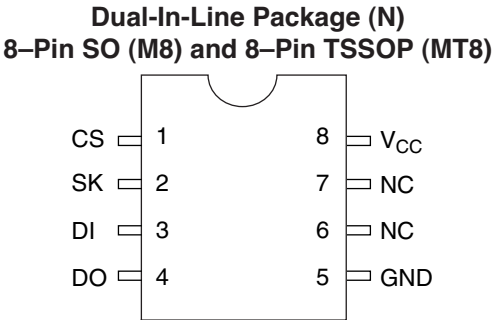 Dual-In-Line Package (N)
8–Pin SO (M8) and 8–Pin TSSOP (MT8)
CS 1 8 VCC
SK 2 7 NC
DI 3 6 NC
DO 4 5 GND